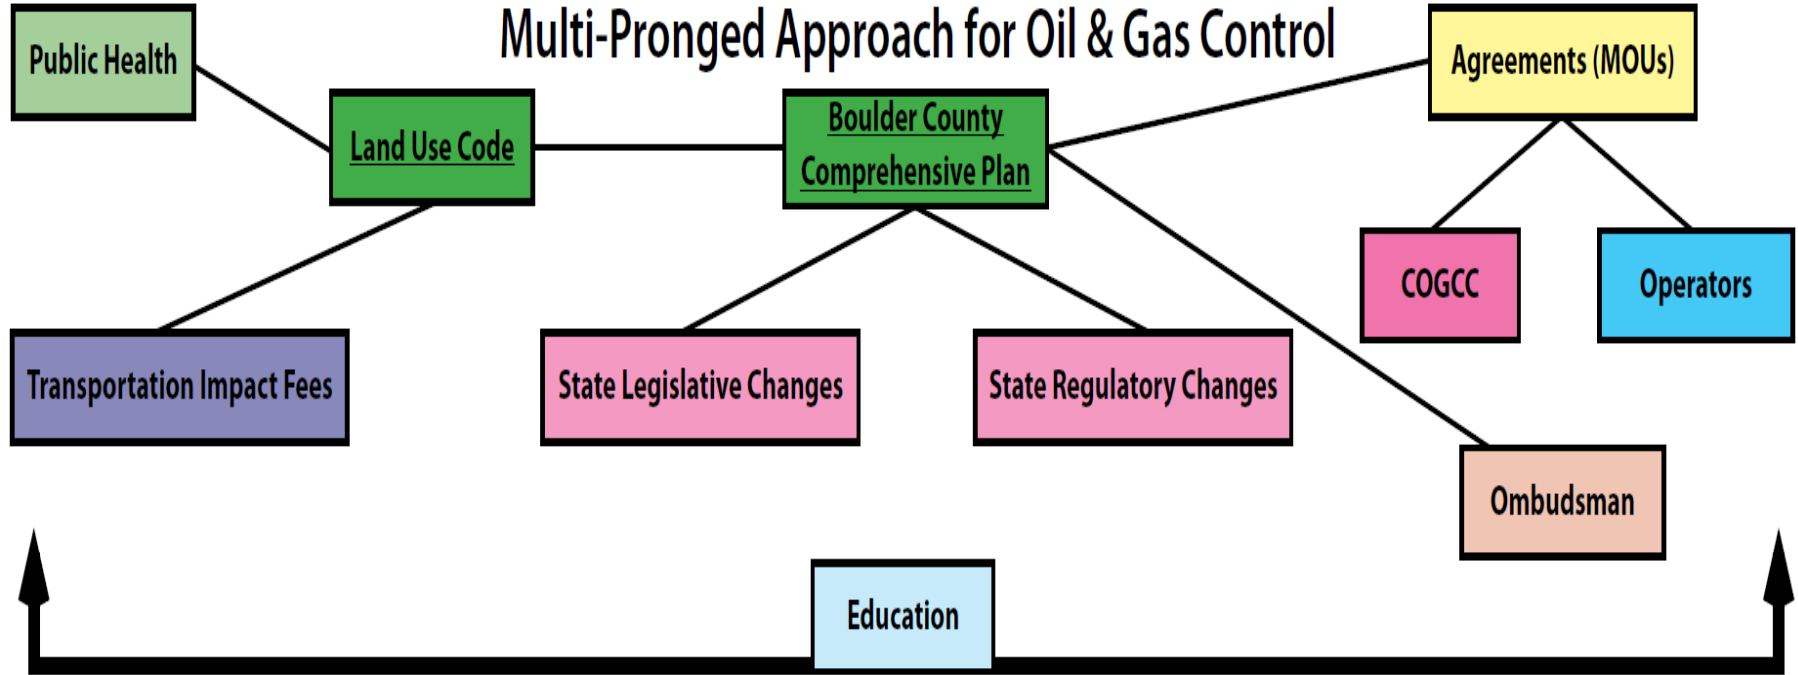 Multi-Pronged Approach for Oil & Gas Control
Public Health
Agreements (MOUs)
Land Use Code
Boulder County
Comprehensive Plan
COGCC
Operators
Transportation Impact Fees
State Legislative Changes
State Regulatory Changes
Ombudsman
Education